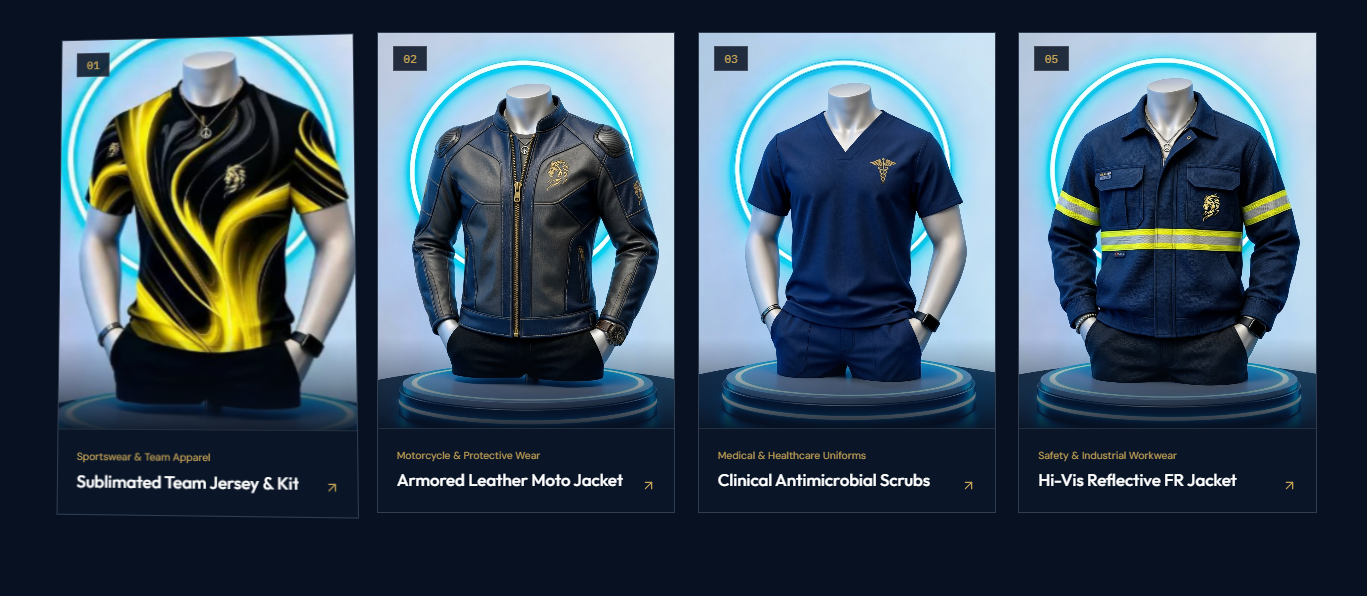 01
Sportswear & Team Apparel
Sublimated Team Jersey & Kit
02
Motorcycle & Protective Wear
Armored Leather Moto Jacket
03
Medical & Healthcare Uniforms
Clinical Antimicrobial Scrubs
05
Safety & Industrial Workwear
Hi-Vis Reflective FR Jacket